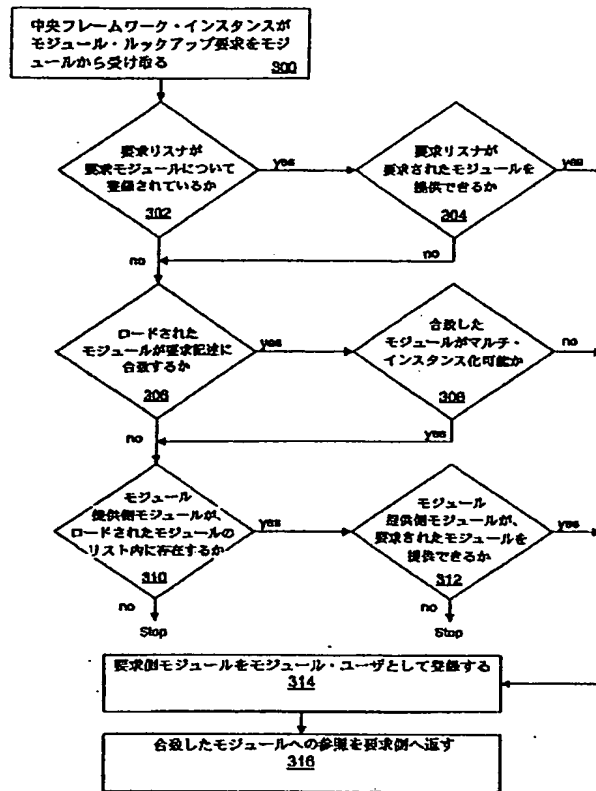 中央フレームワーク・インスタンスが
モジュール・ルックアップ要求をモジ
ュールから受け取る
300
要求リスナが
要求モジュールについて
登録されているか
302
yes
要求リスナが
要求されたモジュールを
提供できるか
304
yes
no
no
ロードされた
モジュールが要求記述に
合致するか
306
yes
合致した
モジュールがマルチ・
インスタンス化可能か
308
no
no
yes
モジュール
提供側モジュールが、
ロードされたモジュールの
リスト内に存在するか
310
yes
モジュール
提供側モジュールが、
要求されたモジュールを
提供できるか
312
yes
no
Stop
no
Stop
要求側モジュールをモジュール・ユーザとして登録する
314
合致したモジュールへの参照を要求側へ返す
316